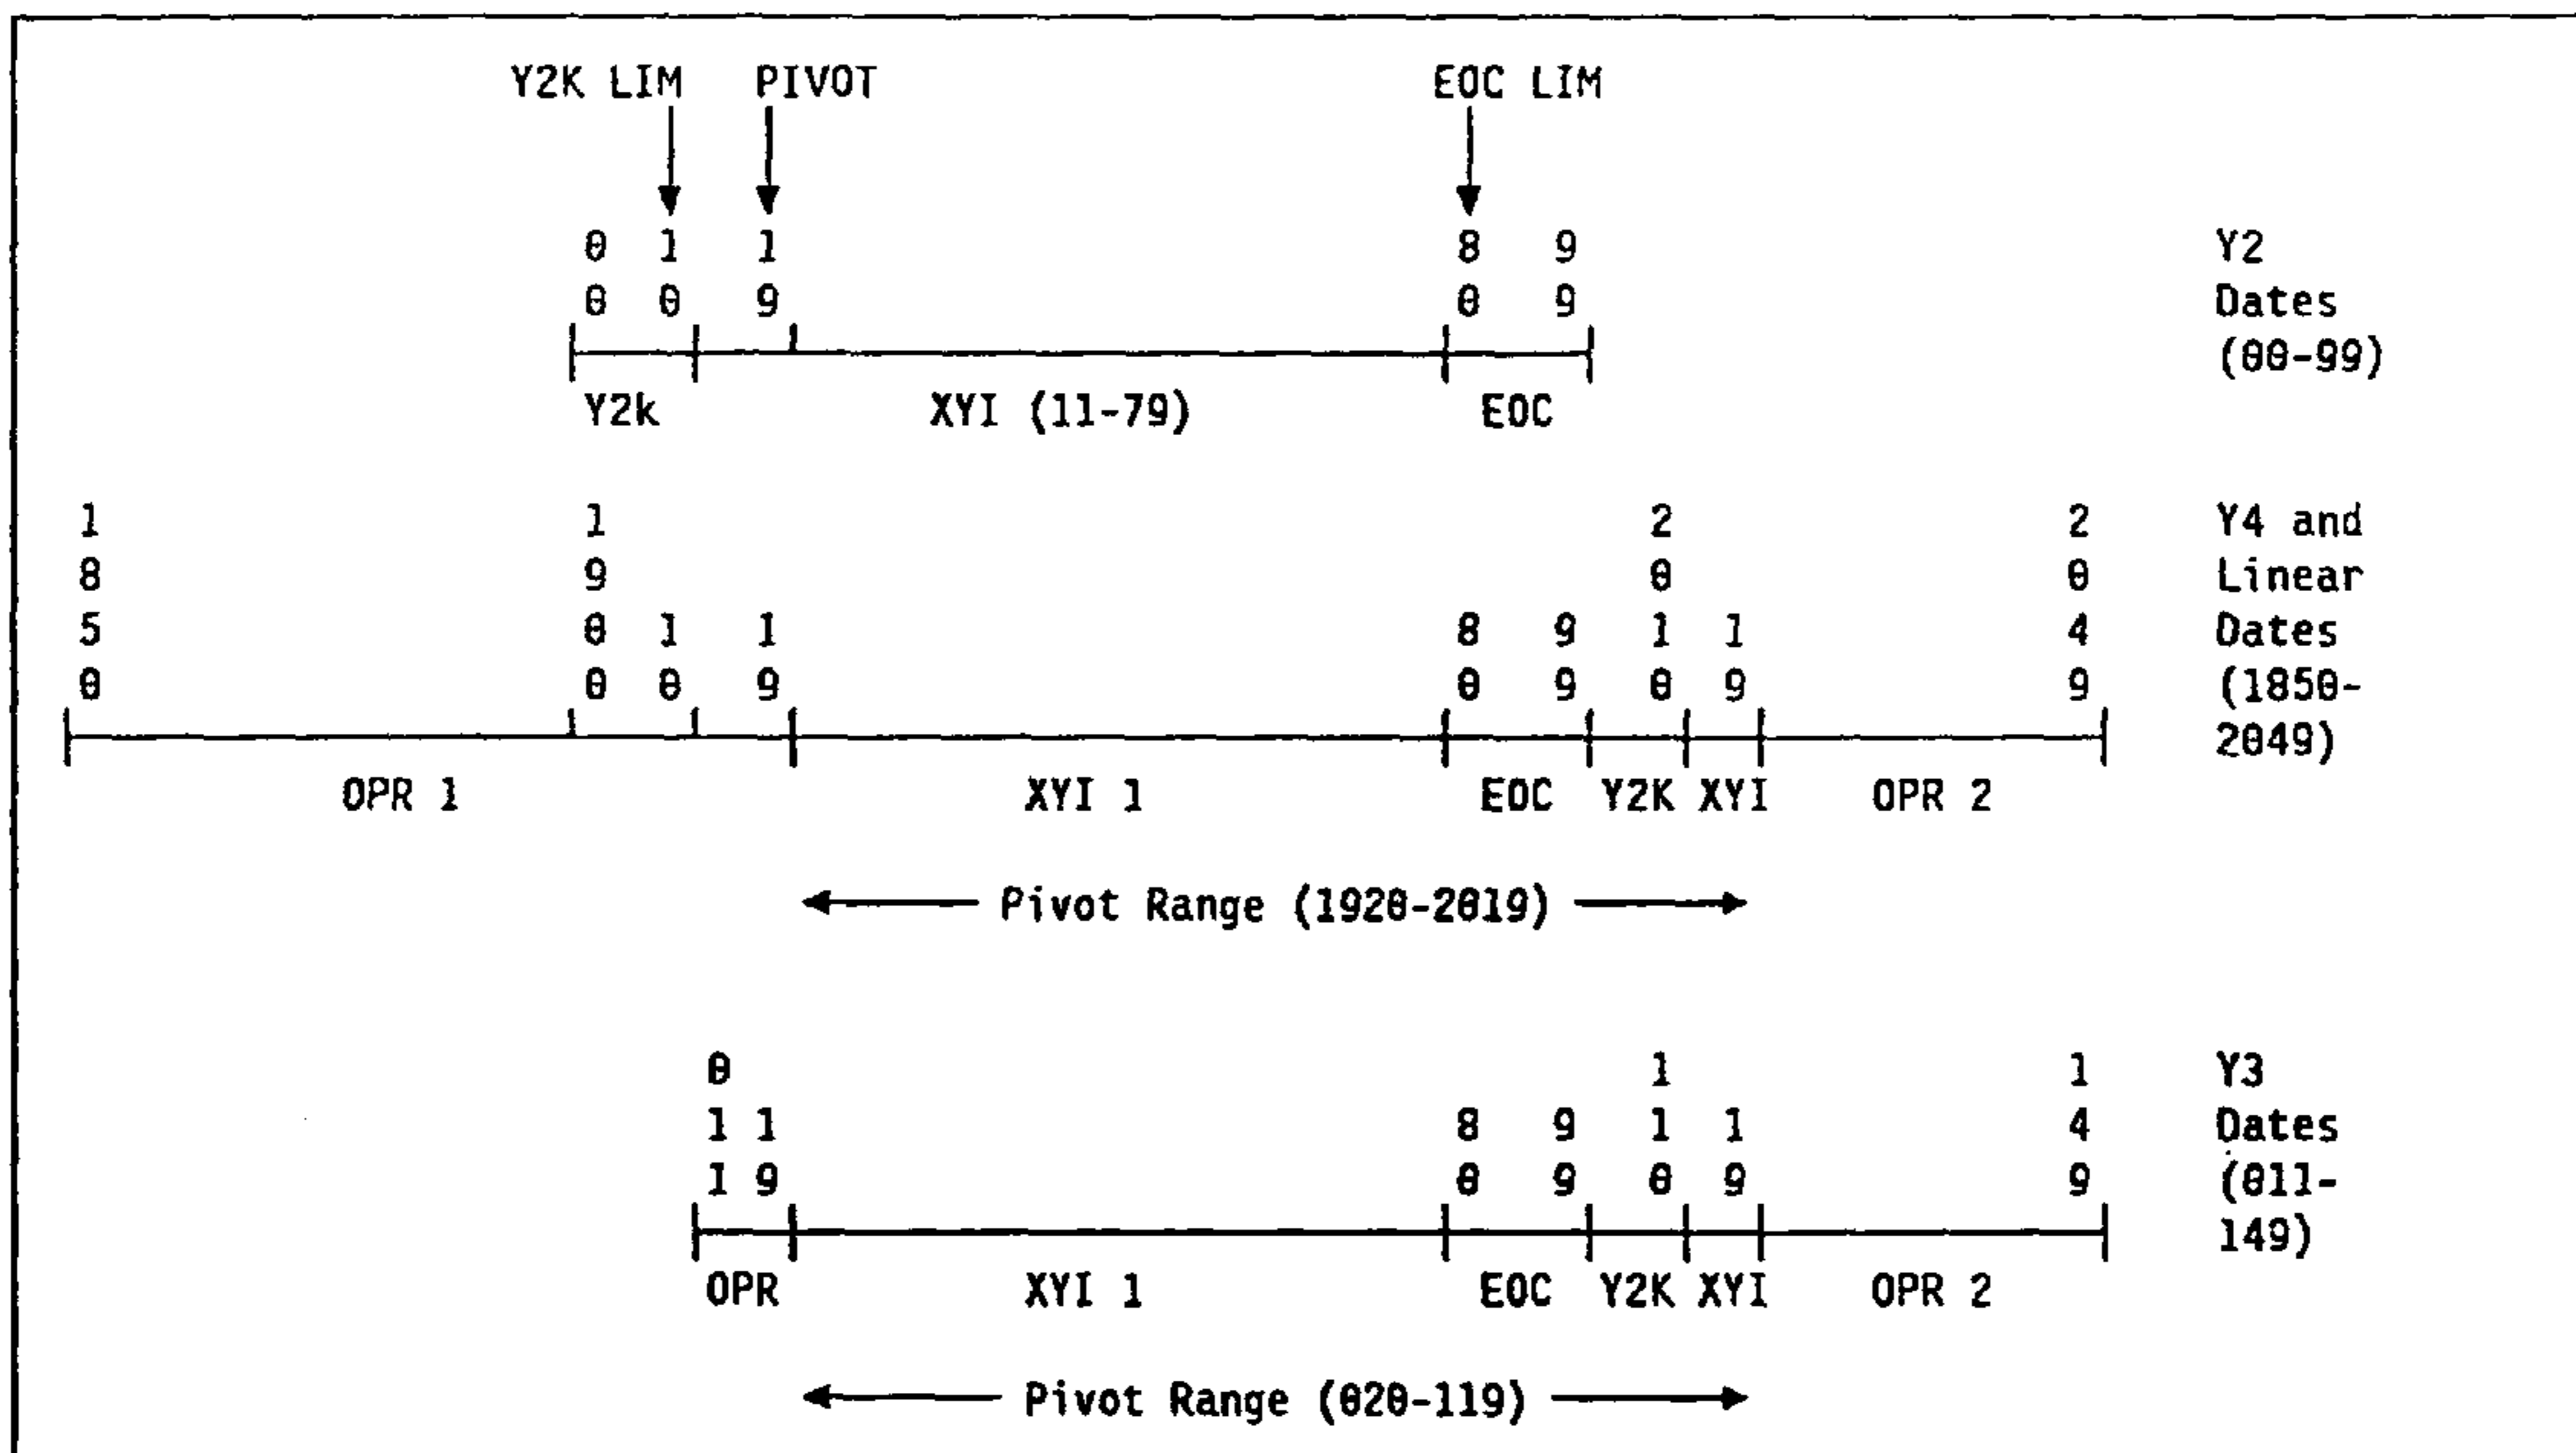 Y2K LIM PIVOT EOC LIM
0 1 1 8 9 Y2
0 0 9 0 9 Dates
(00-99)
Y2k XYI (11-79) EOC
1 1 2 2 Y4 and
8 9 0 0 Linear
5 0 1 1 8 9 1 1 4 Dates
0 0 0 9 0 9 0 9 9 (1850-
2049)
OPR 1 XYI 1 EOC Y2K XYI OPR 2
Pivot Range (1920-2019)
0 1 1 Y3
1 1 8 9 1 1 4 Dates
1 9 0 9 0 9 9 (011-
149)
OPR XYI 1 EOC Y2K XYI OPR 2
Pivot Range (020-119)